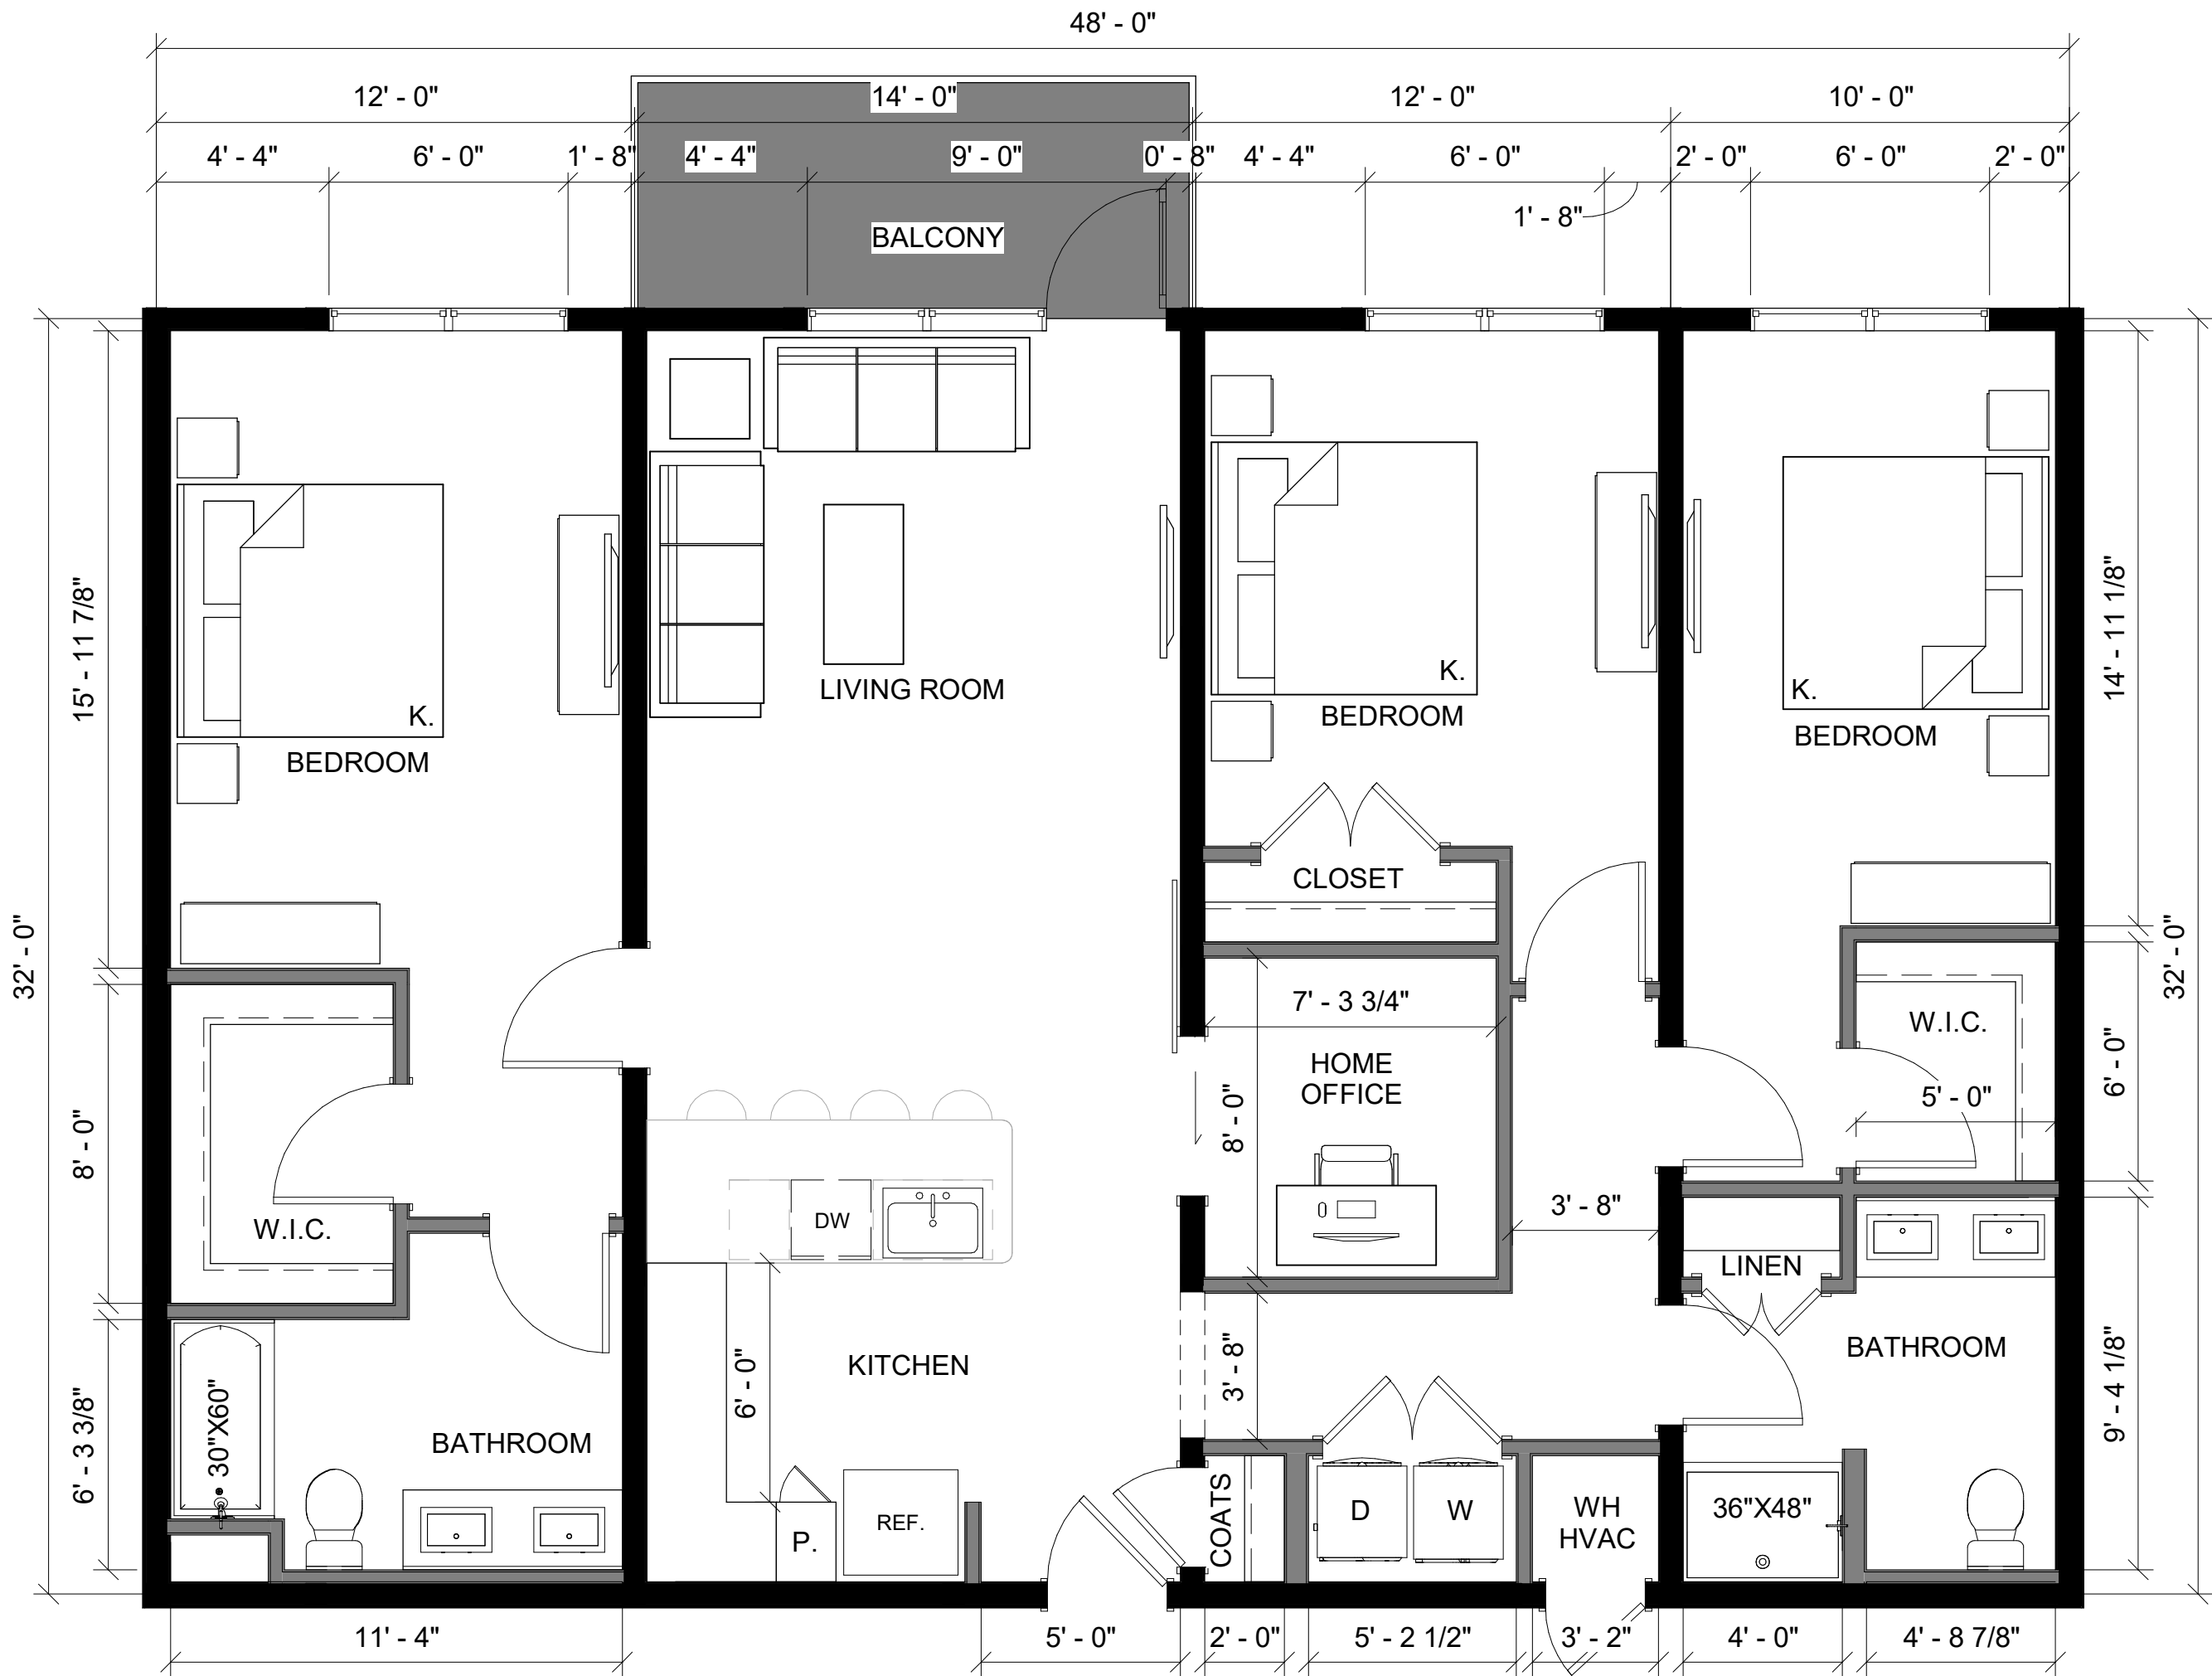 48' - 0"
12' - 0"
14' - 0"
12' - 0"
10' - 0"
4' - 4"
6' - 0"
1' - 8"
4' - 4"
9' - 0"
0' - 8"
4' - 4"
6' - 0"
2' - 0"
6' - 0"
2' - 0"
1' - 8"
BALCONY
15' - 11 7/8"
14' - 11 1/8"
K.
K.
K.
LIVING ROOM
BEDROOM
BEDROOM
BEDROOM
CLOSET
32' - 0"
32' - 0"
7' - 3 3/4"
W.I.C.
HOME
OFFICE
6' - 0"
5' - 0"
8' - 0"
8' - 0"
3' - 8"
DW
W.I.C.
LINEN
BATHROOM
KITCHEN
3' - 8"
6' - 0"
9' - 4 1/8"
6' - 3 3/8"
30"X60"
BATHROOM
COATS
D
W
WH
HVAC
36"X48"
REF.
P.
11' - 4"
5' - 0"
2' - 0"
5' - 2 1/2"
3' - 2"
4' - 0"
4' - 8 7/8"